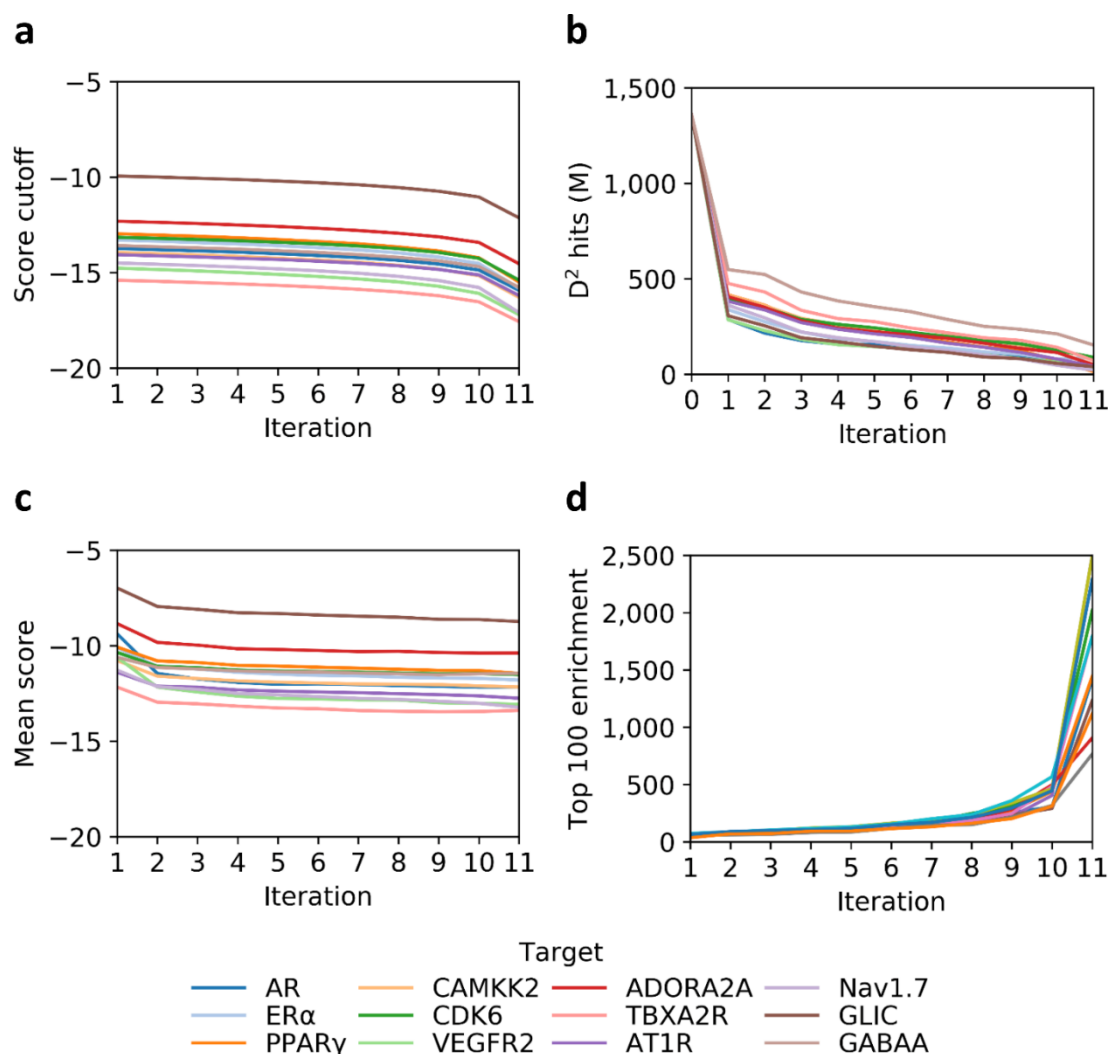 a
−5
−10
−15
−20
Score cutoff
1 2 3 4 5 6 7 8 9 10 11
Iteration
b
1,500
1,000
500
0
D² hits (M)
0 1 2 3 4 5 6 7 8 9 10 11
Iteration
c
−5
−10
−15
−20
Mean score
1 2 3 4 5 6 7 8 9 10 11
Iteration
d
2,500
2,000
1,500
1,000
500
0
Top 100 enrichment
1 2 3 4 5 6 7 8 9 10 11
Iteration
Target
AR CAMKK2 ADORA2A Nav1.7
ERα CDK6 TBXA2R GLIC
PPARγ VEGFR2 AT1R GABAA